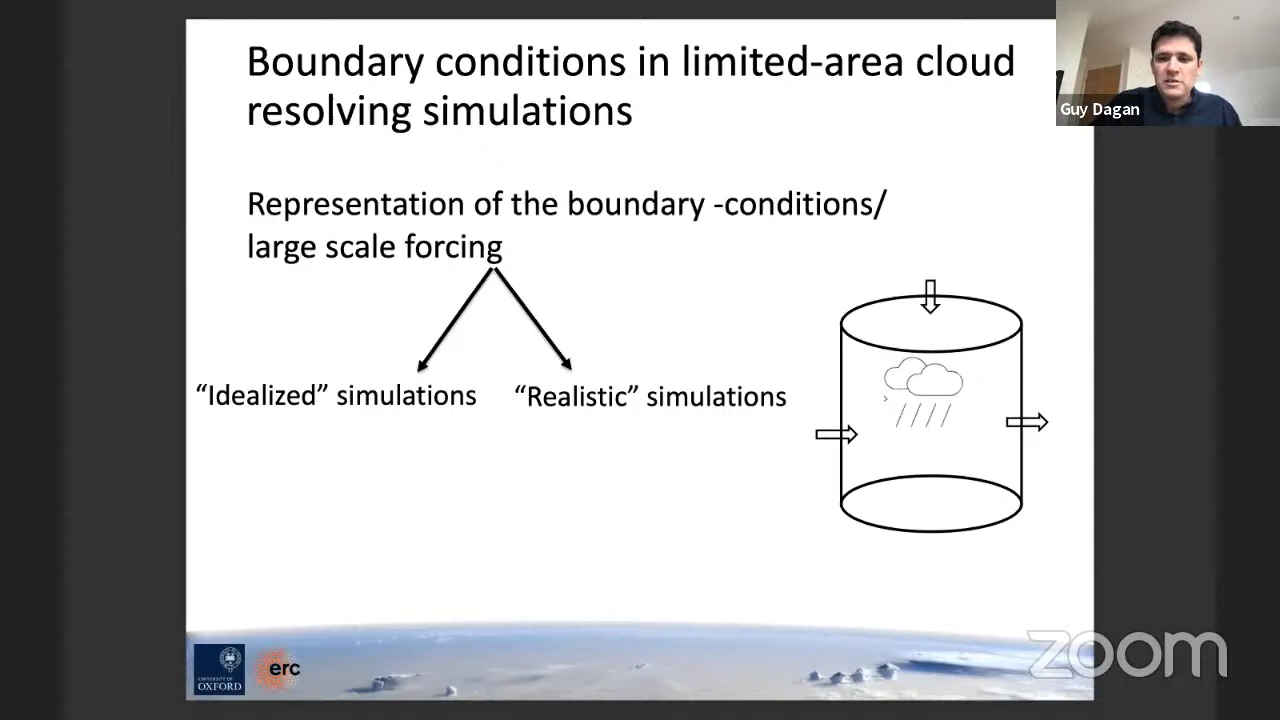 Boundary conditions in limited-area cloud
resolving simulations
Guy Dagan
Representation of the boundary -conditions/
large scale forcing
“Idealized” simulations
“Realistic” simulations
UNIVERSITY OF
OXFORD
erc
zoom